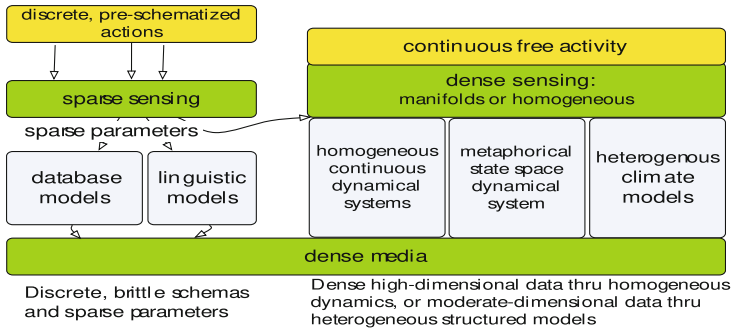 discrete, pre-schematized
actions
sparse sensing
sparse parameters
database
models
linguistic
models
continuous free activity
dense sensing:
manifolds or homogeneous
homogeneous
continuous
dynamical
systems
metaphorical
state space
dynamical
system
heterogenous
climate
models
dense media
Discrete, brittle schemas
and sparse parameters
Dense high-dimensional data thru homogeneous
dynamics, or moderate-dimensional data thru
heterogeneous structured models